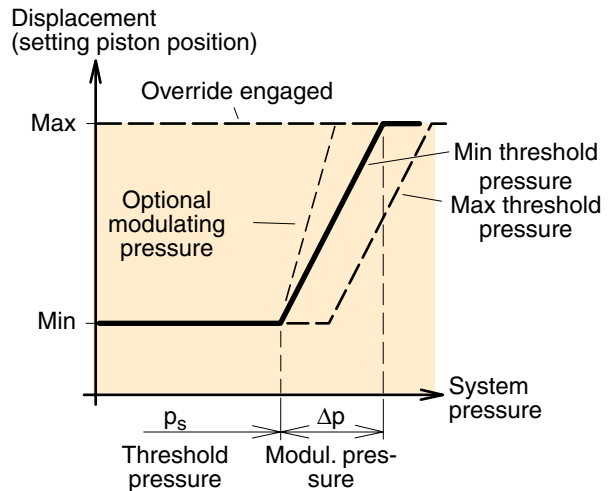 Displacement
(setting piston position)
Override engaged
Max
Min threshold
pressure
Optional
modulating
pressure
Max threshold
pressure
Min
System
pressure
ps
Δp
Threshold
pressure
Modul. pres-
sure